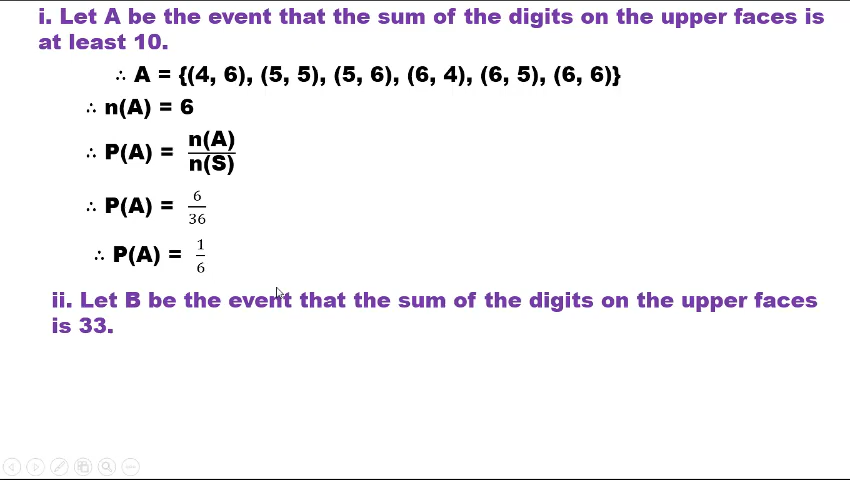 i. Let A be the event that the sum of the digits on the upper faces is
at least 10.
∴ A = {(4, 6), (5, 5), (5, 6), (6, 4), (6, 5), (6, 6)}
∴ n(A) = 6
∴ P(A) = n(A)/n(S)
∴ P(A) = 6/36
∴ P(A) = 1/6
ii. Let B be the event that the sum of the digits on the upper faces
is 33.